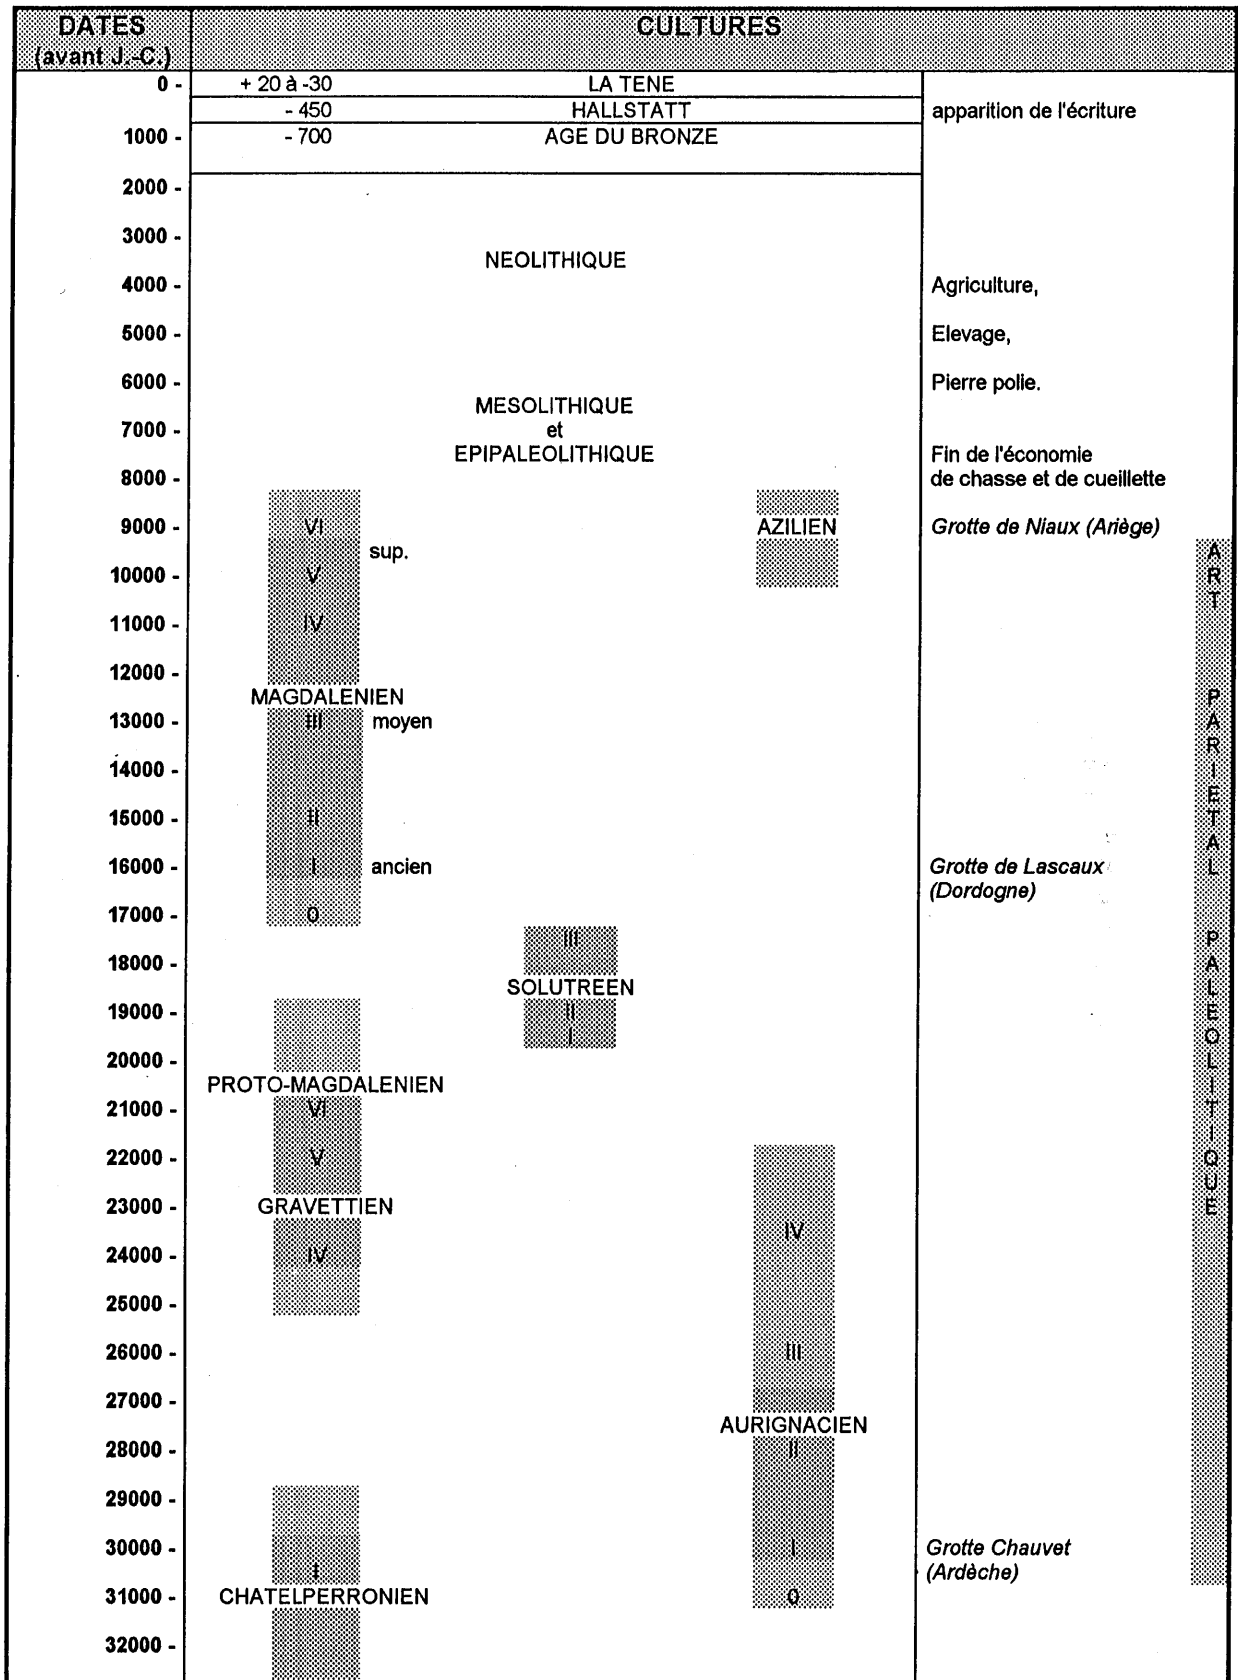 DATES
(avant J.-C.)
CULTURES
0 - + 20 à -30 LA TENE
- 450 HALLSTATT apparition de l'écriture
1000 - - 700 AGE DU BRONZE
2000 -
3000 -
NEOLITHIQUE
4000 - Agriculture,
5000 - Elevage,
6000 - Pierre polie.
MESOLITHIQUE
7000 - et
EPIPALEOLITHIQUE Fin de l'économie
8000 - de chasse et de cueillette
9000 - VI AZILIEN Grotte de Niaux (Ariège)
sup.
10000 - V
11000 - IV
12000 -
MAGDALENIEN
13000 - III moyen
14000 -
15000 - II
16000 - I ancien Grotte de Lascaux
(Dordogne)
17000 - 0
III
18000 -
SOLUTREEN
19000 - II
I
20000 -
PROTO-MAGDALENIEN
21000 - VI
22000 - V
23000 - GRAVETTIEN
IV
24000 - IV
25000 -
26000 - III
27000 -
AURIGNACIEN
28000 - II
29000 -
30000 - I Grotte Chauvet
I (Ardèche)
31000 - CHATELPERRONIEN 0
32000 -
ART PARIETAL PALEOLITIQUE